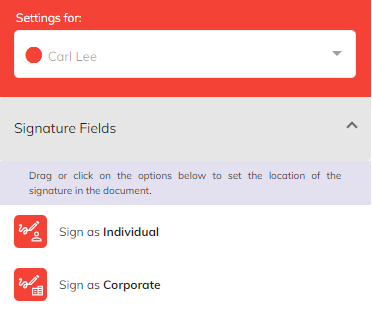 Settings for:
Carl Lee
Signature Fields
Drag or click on the options below to set the location of the
signature in the document.
Sign as Individual
Sign as Corporate